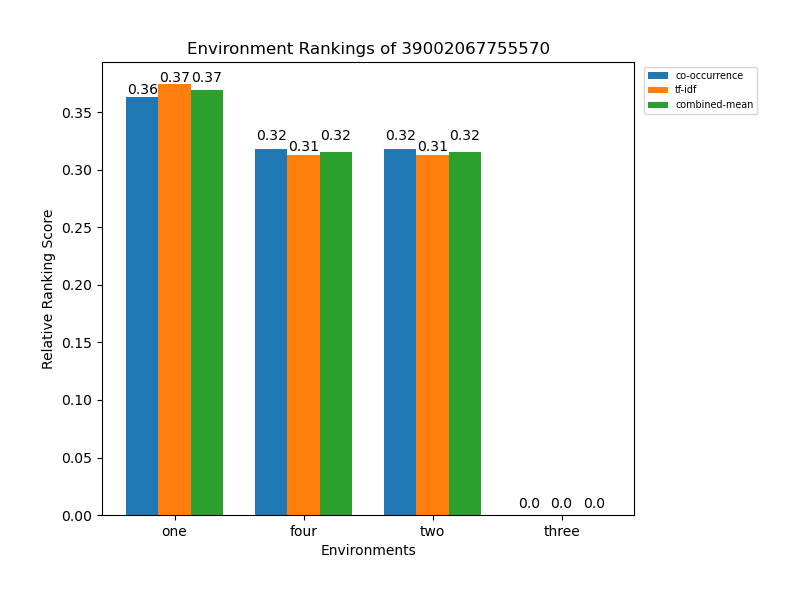 Environment Rankings of 39002067755570
co-occurrence
tf-idf
combined-mean
0.36 0.37 0.37
0.32 0.31 0.32
0.32 0.31 0.32
0.0 0.0 0.0
Relative Ranking Score
0.35
0.30
0.25
0.20
0.15
0.10
0.05
0.00
one four two three
Environments